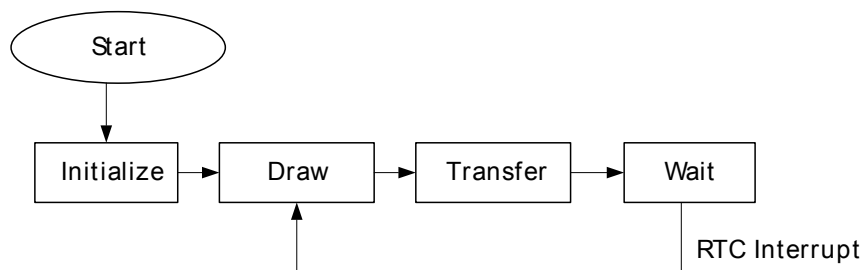 Start
Initialize
Draw
Transfer
Wait
RTC Interrupt